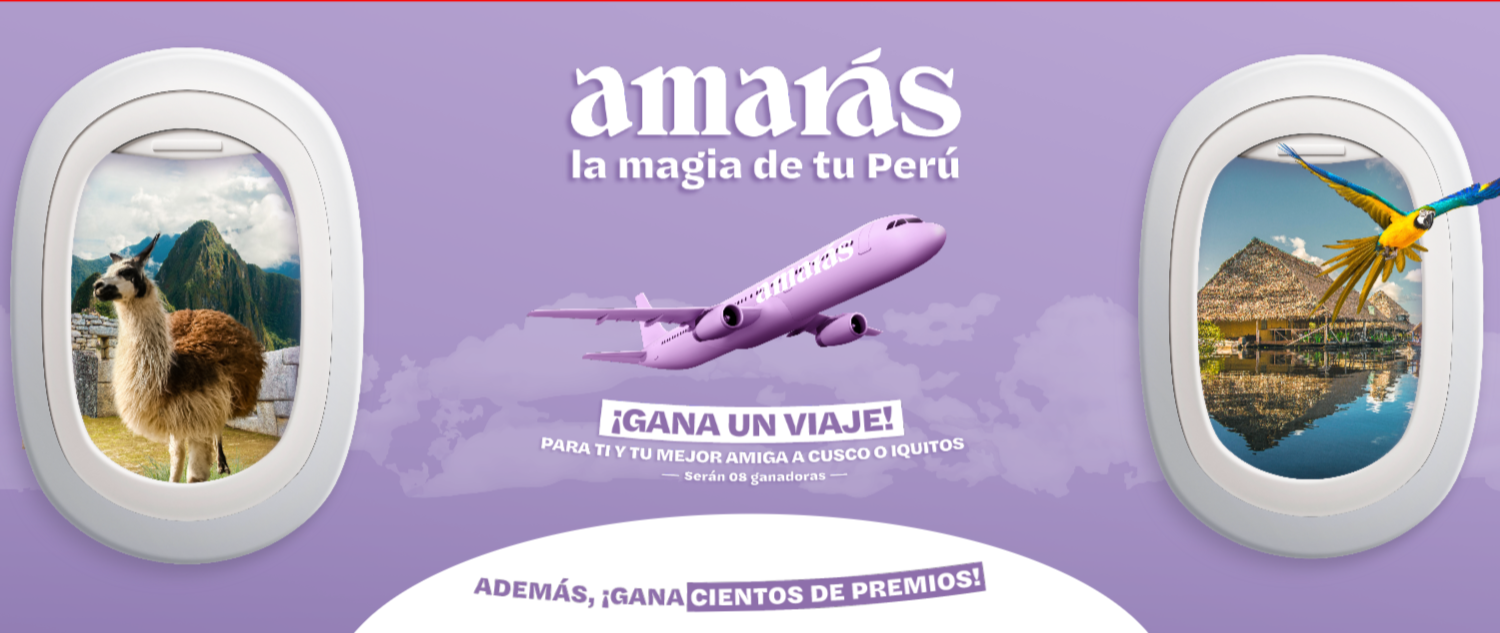 amarás
la magia de tu Perú
amarás
¡GANA UN VIAJE!
PARA TI Y TU MEJOR AMIGA A CUSCO O IQUITOS
Serán 08 ganadoras
ADEMÁS, ¡GANA CIENTOS DE PREMIOS!